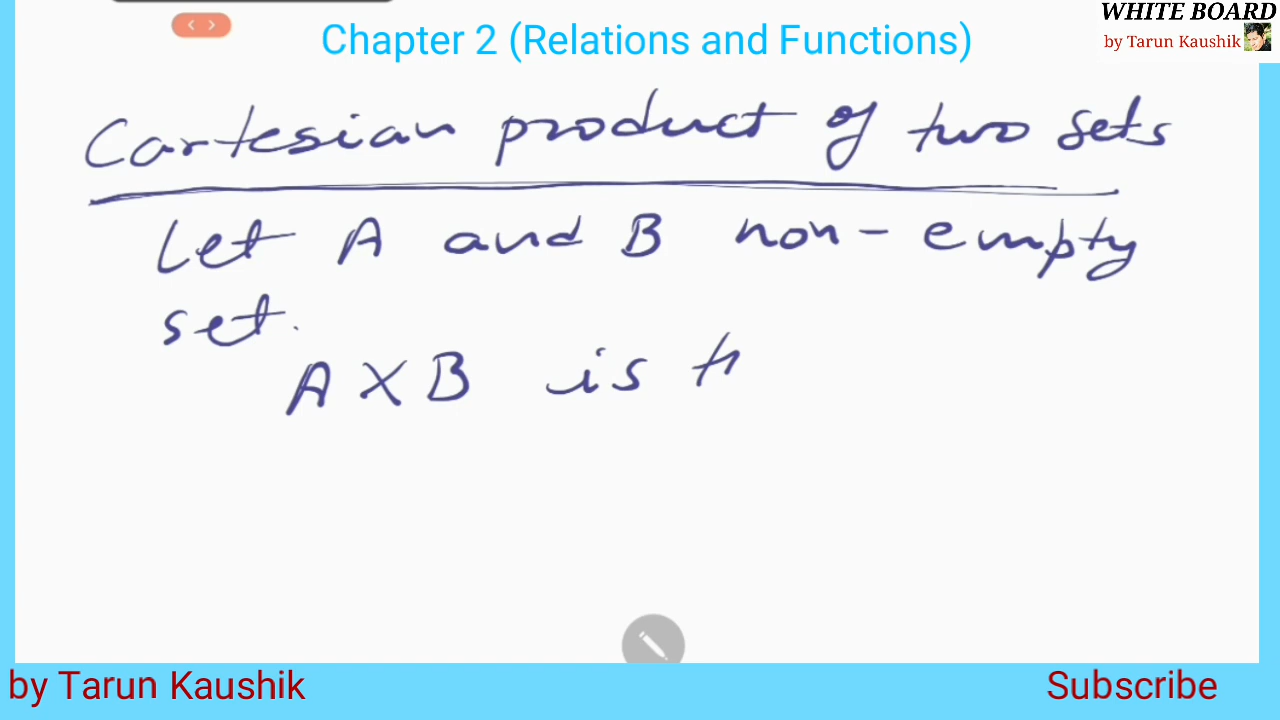 WHITE BOARD
by Tarun Kaushik
Chapter 2 (Relations and Functions)
Cartesian product of two sets
Let A and B non-empty
set.
A X B is
by Tarun Kaushik
Subscribe